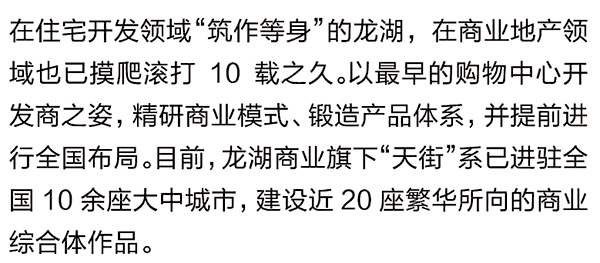 在住宅开发领域“筑作等身”的龙湖，在商业地产领
域也已摸爬滚打 10 载之久。以最早的购物中心开
发商之姿，精研商业模式、锻造产品体系，并提前进
行全国布局。目前，龙湖商业旗下“天街”系已进驻全
国 10 余座大中城市，建设近 20 座繁华所向的商业
综合体作品。